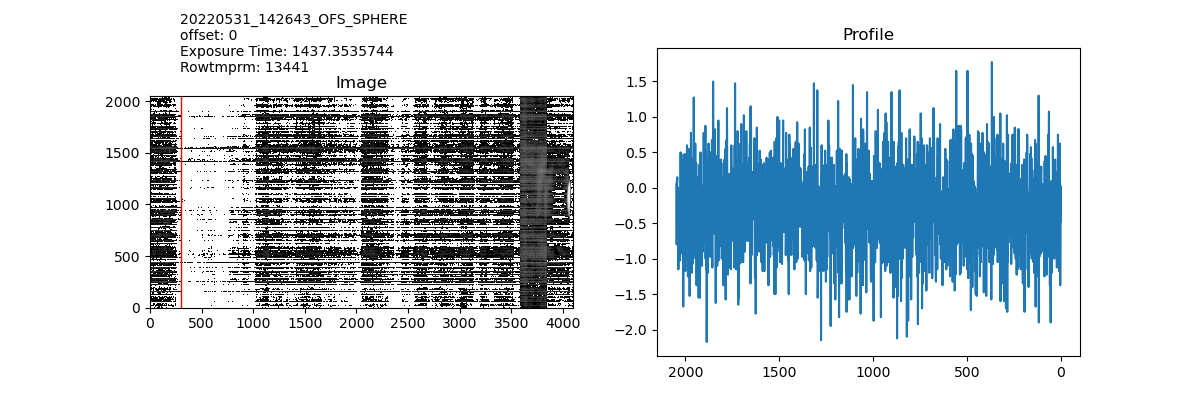 20220531_142643_OFS_SPHERE
offset: 0
Exposure Time: 1437.3535744
Rowtmprm: 13441
Image
2000
1500
1000
500
0
0 500 1000 1500 2000 2500 3000 3500 4000
Profile
1.5
1.0
0.5
0.0
−0.5
−1.0
−1.5
−2.0
2000 1500 1000 500 0